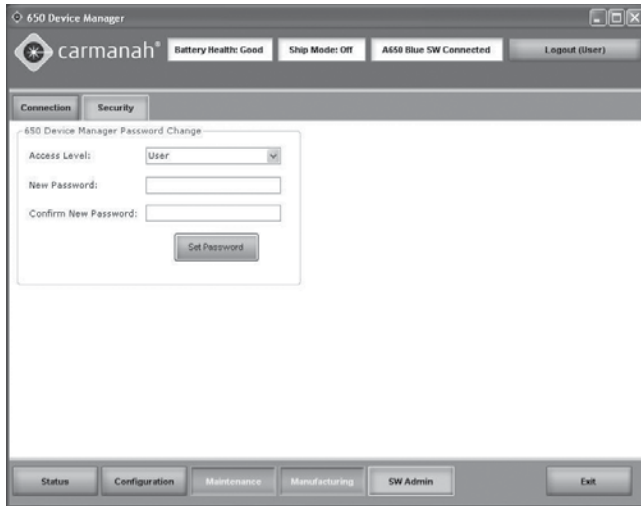 650 Device Manager
carmanah®
Battery Health: Good
Ship Mode: Off
A650 Blue SW Connected
Logout (User)
Connection
Security
650 Device Manager Password Change
Access Level:
User
New Password:
Confirm New Password:
Set Password
Status
Configuration
Maintenance
Manufacturing
SW Admin
Exit